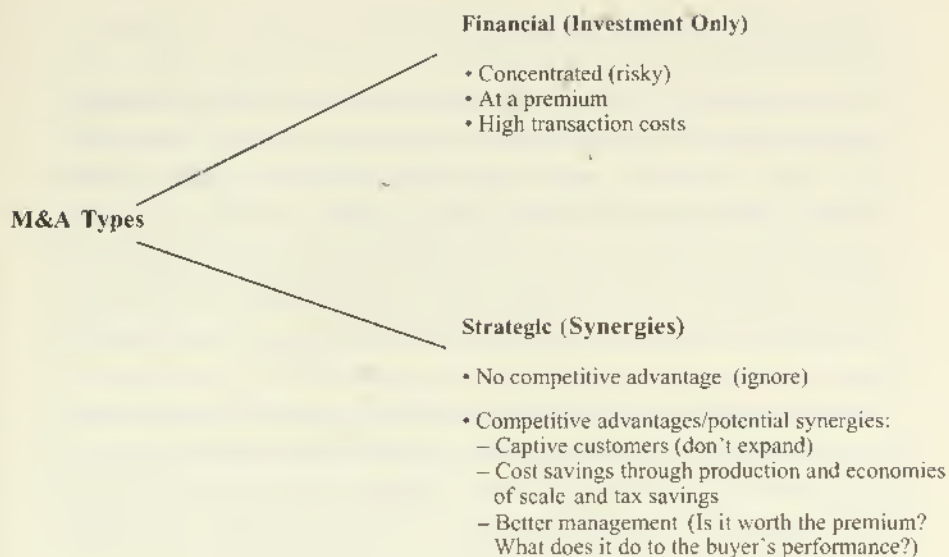 Financial (Investment Only)
• Concentrated (risky)
• At a premium
• High transaction costs
M&A Types
Strategic (Synergies)
• No competitive advantage (ignore)
• Competitive advantages/potential synergies:
– Captive customers (don't expand)
– Cost savings through production and economies
of scale and tax savings
– Better management (Is it worth the premium?
What does it do to the buyer's performance?)